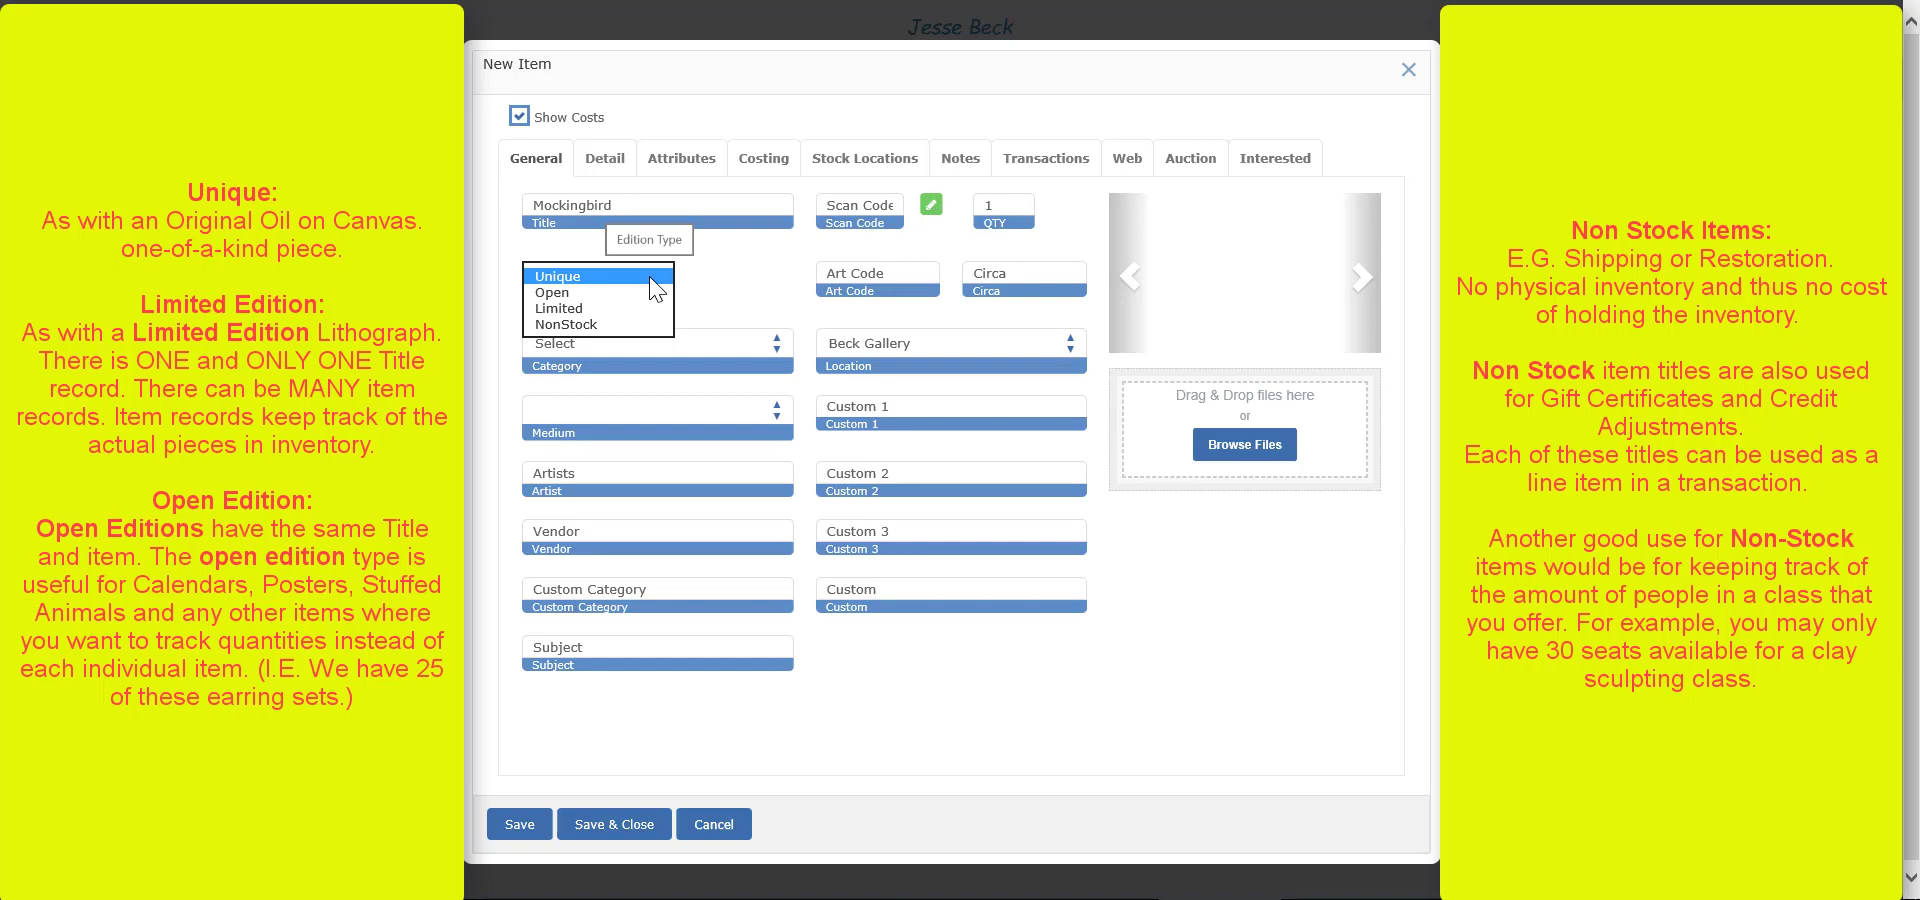 Jesse Beck
Unique:
As with an Original Oil on Canvas.
one-of-a-kind piece.
Limited Edition:
As with a Limited Edition Lithograph.
There is ONE and ONLY ONE Title
record. There can be MANY item
records. Item records keep track of the
actual pieces in inventory.
Open Edition:
Open Editions have the same Title
and item. The open edition type is
useful for Calendars, Posters, Stuffed
Animals and any other items where
you want to track quantities instead of
each individual item. (I.E. We have 25
of these earring sets.)
New Item
Show Costs
General Detail Attributes Costing Stock Locations Notes Transactions Web Auction Interested
Mockingbird
Title
Scan Code
Scan Code
1
QTY
Edition Type
Unique
Open
Limited
NonStock
Art Code
Art Code
Circa
Circa
Select
Category
Beck Gallery
Location
Medium
Custom 1
Custom 1
Artists
Artist
Custom 2
Custom 2
Vendor
Vendor
Custom 3
Custom 3
Custom Category
Custom Category
Custom
Custom
Subject
Subject
Drag & Drop files here
or
Browse Files
Save
Save & Close
Cancel
Non Stock Items:
E.G. Shipping or Restoration.
No physical inventory and thus no cost
of holding the inventory.
Non Stock item titles are also used
for Gift Certificates and Credit
Adjustments.
Each of these titles can be used as a
line item in a transaction.
Another good use for Non-Stock
items would be for keeping track of
the amount of people in a class that
you offer. For example, you may only
have 30 seats available for a clay
sculpting class.